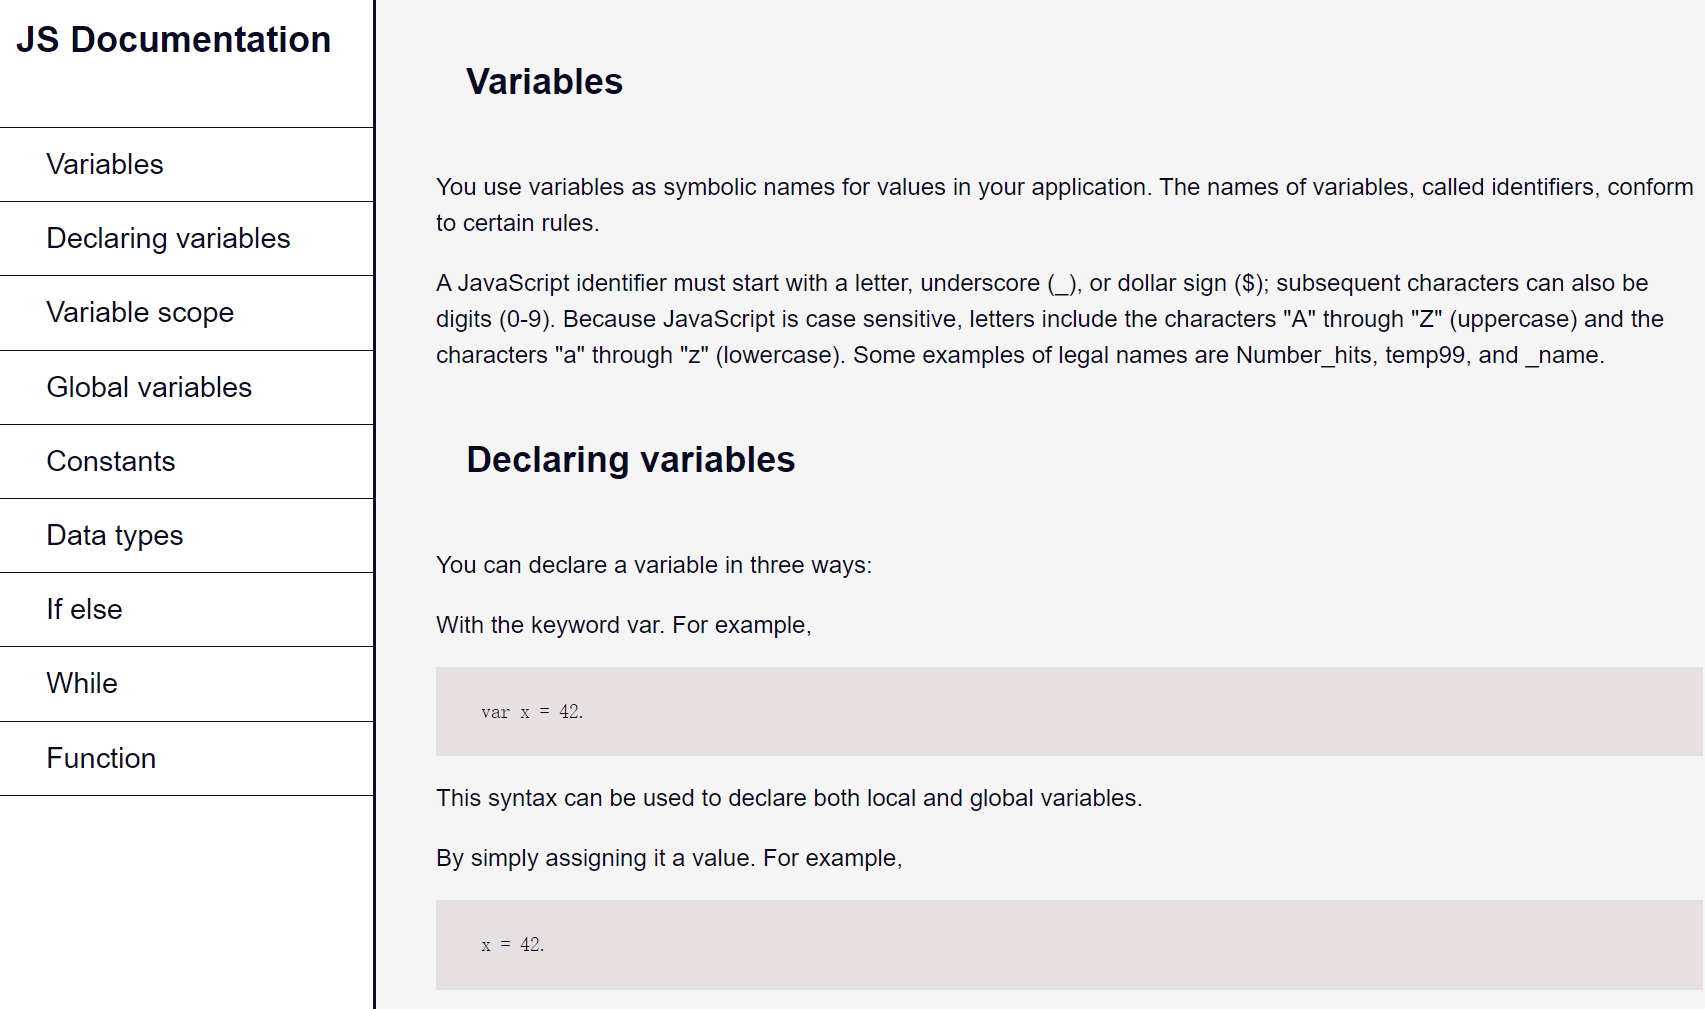 JS Documentation
Variables
Declaring variables
Variable scope
Global variables
Constants
Data types
If else
While
Function
Variables
You use variables as symbolic names for values in your application. The names of variables, called identifiers, conform
to certain rules.
A JavaScript identifier must start with a letter, underscore (_), or dollar sign ($); subsequent characters can also be
digits (0-9). Because JavaScript is case sensitive, letters include the characters "A" through "Z" (uppercase) and the
characters "a" through "z" (lowercase). Some examples of legal names are Number_hits, temp99, and _name.
Declaring variables
You can declare a variable in three ways:
With the keyword var. For example,
var x = 42.
This syntax can be used to declare both local and global variables.
By simply assigning it a value. For example,
x = 42.